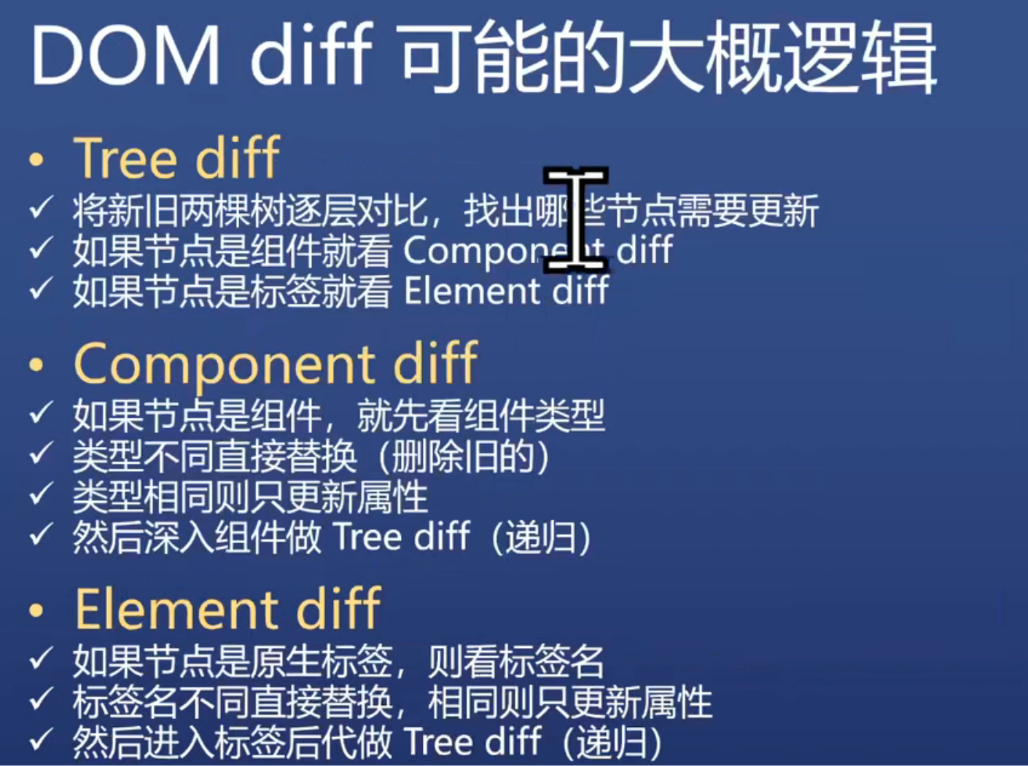 DOM diff 可能的大概逻辑
• Tree diff
✓ 将新旧两棵树逐层对比，找出哪些节点需要更新
✓ 如果节点是组件就看 Component diff
✓ 如果节点是标签就看 Element diff
• Component diff
✓ 如果节点是组件，就先看组件类型
✓ 类型不同直接替换（删除旧的）
✓ 类型相同则只更新属性
✓ 然后深入组件做 Tree diff（递归）
• Element diff
✓ 如果节点是原生标签，则看标签名
✓ 标签名不同直接替换，相同则只更新属性
✓ 然后进入标签后代做 Tree diff（递归）